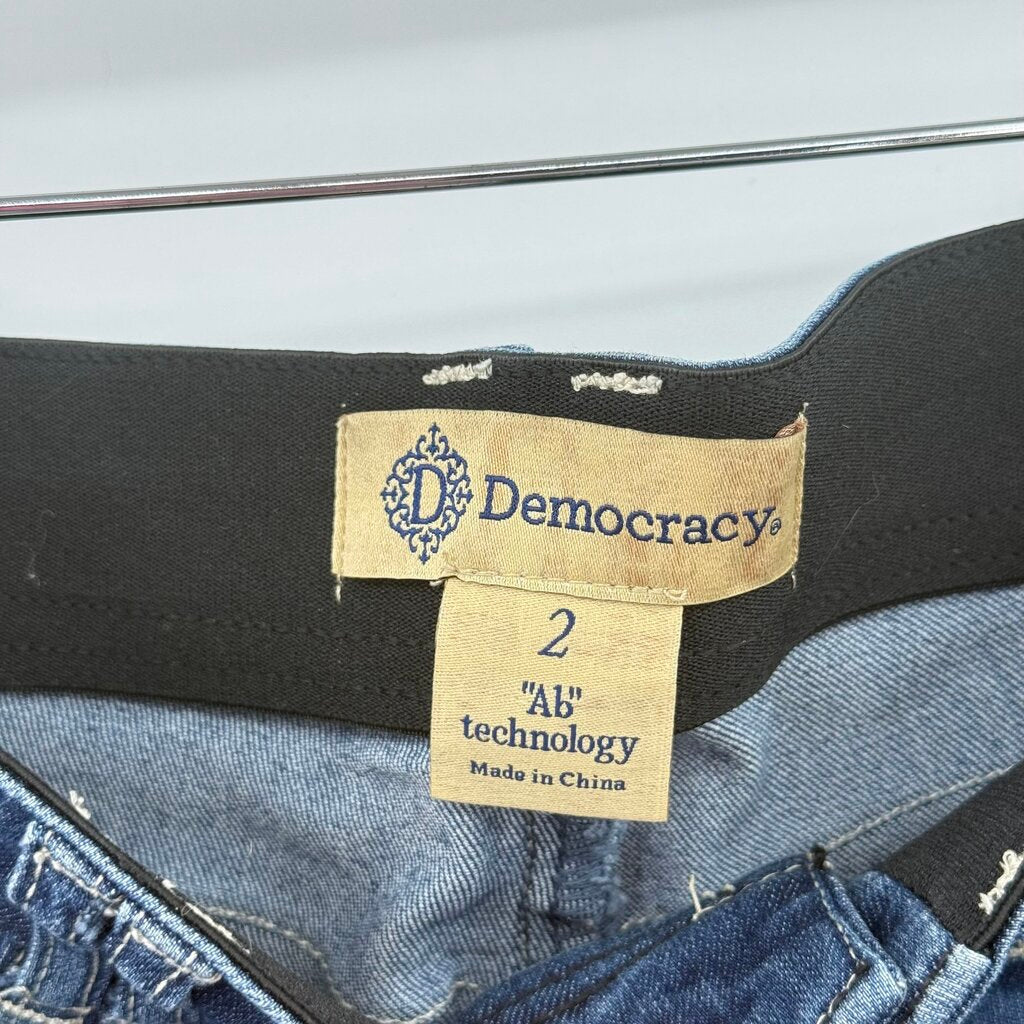 D Democracy®
2
"Ab"
technology
Made in China